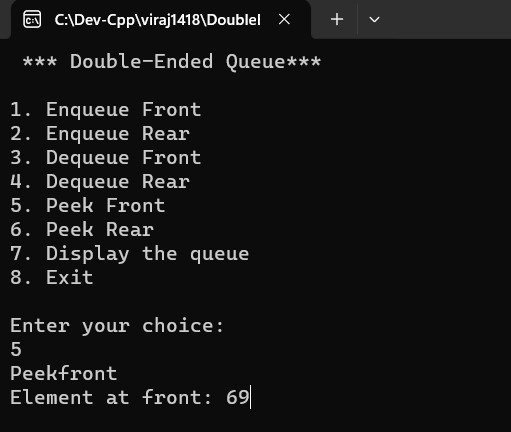 C:\Dev-Cpp\viraj1418\Doublel
*** Double-Ended Queue***
1. Enqueue Front
2. Enqueue Rear
3. Dequeue Front
4. Dequeue Rear
5. Peek Front
6. Peek Rear
7. Display the queue
8. Exit
Enter your choice:
5
Peekfront
Element at front: 69